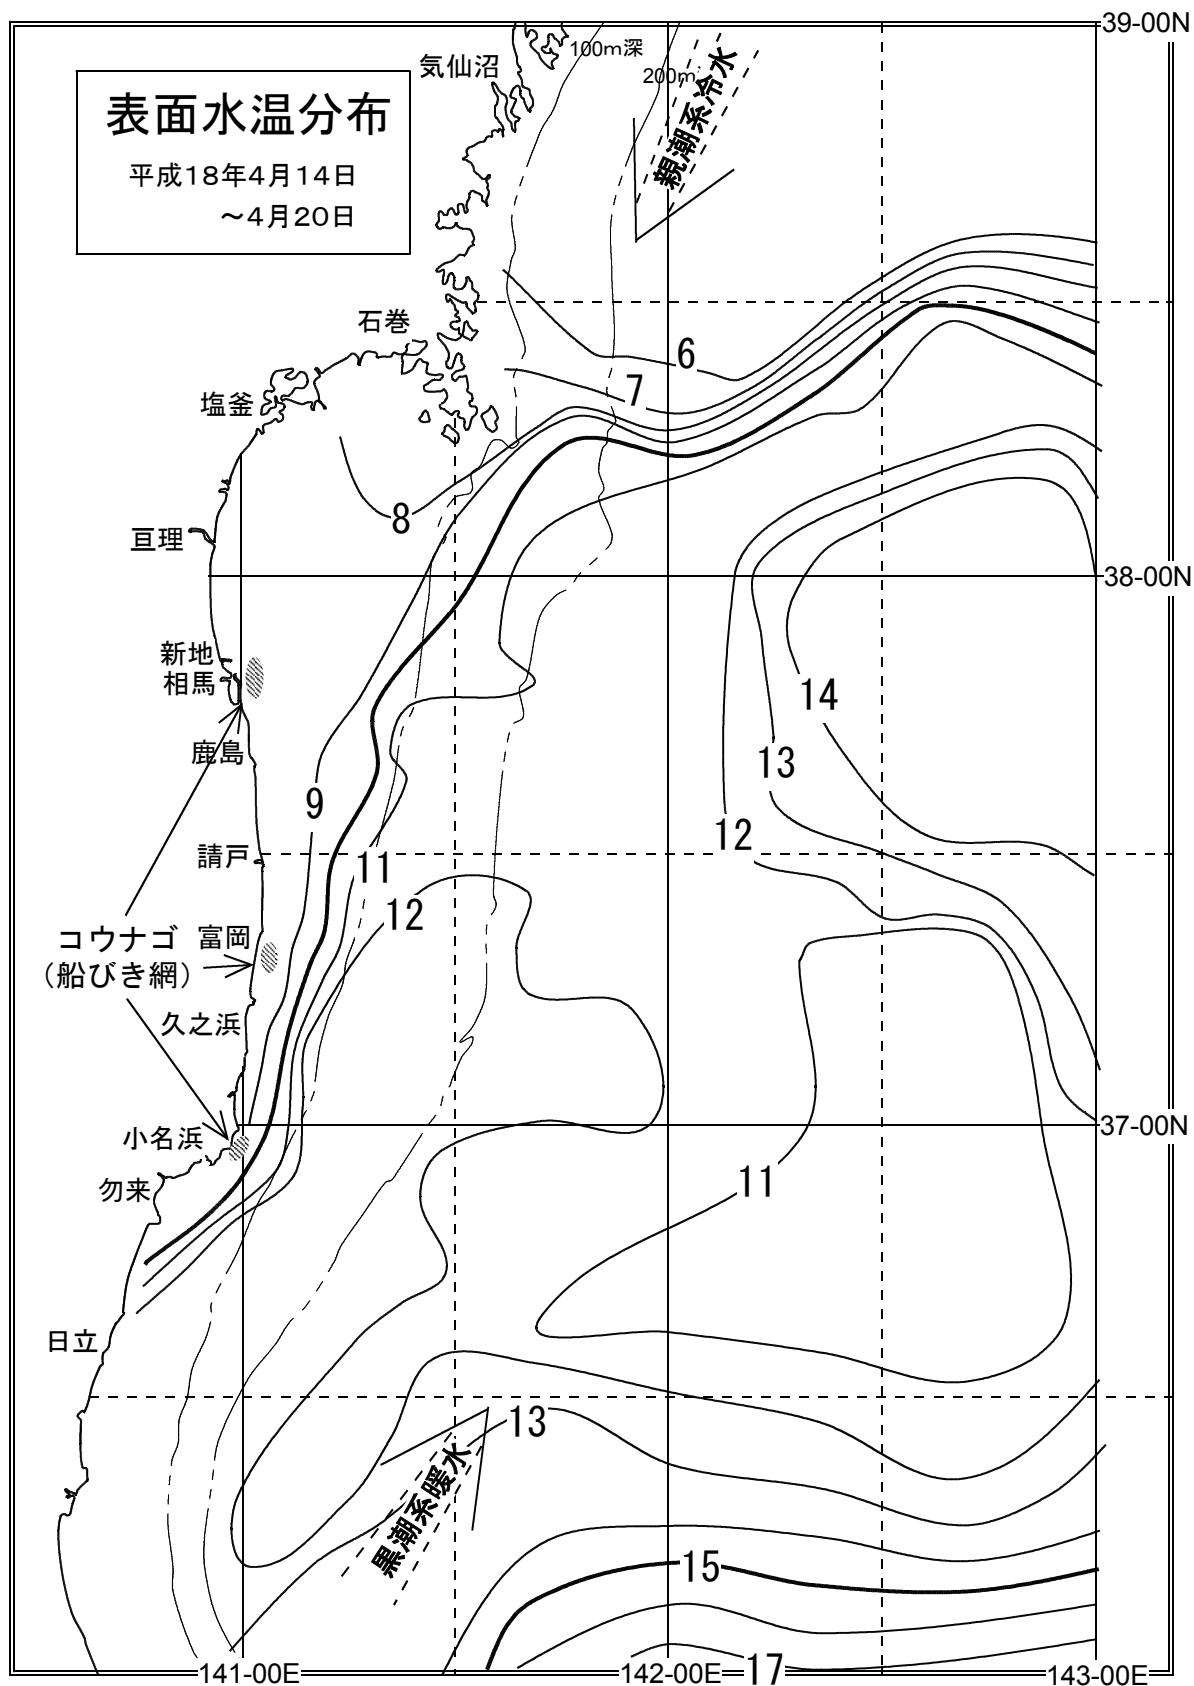 39-00N
100m深
気仙沼
200m
親潮系冷水
表面水温分布
平成18年4月14日
～4月20日
石巻
6
7
塩釜
8
亘理
38-00N
新地
相馬
14
鹿島
13
9
12
請戸
11
12
コウナゴ
富岡
（船びき網）
久之浜
37-00N
小名浜
11
勿来
日立
13
黒潮系暖水
15
141-00E
142-00E
17
143-00E